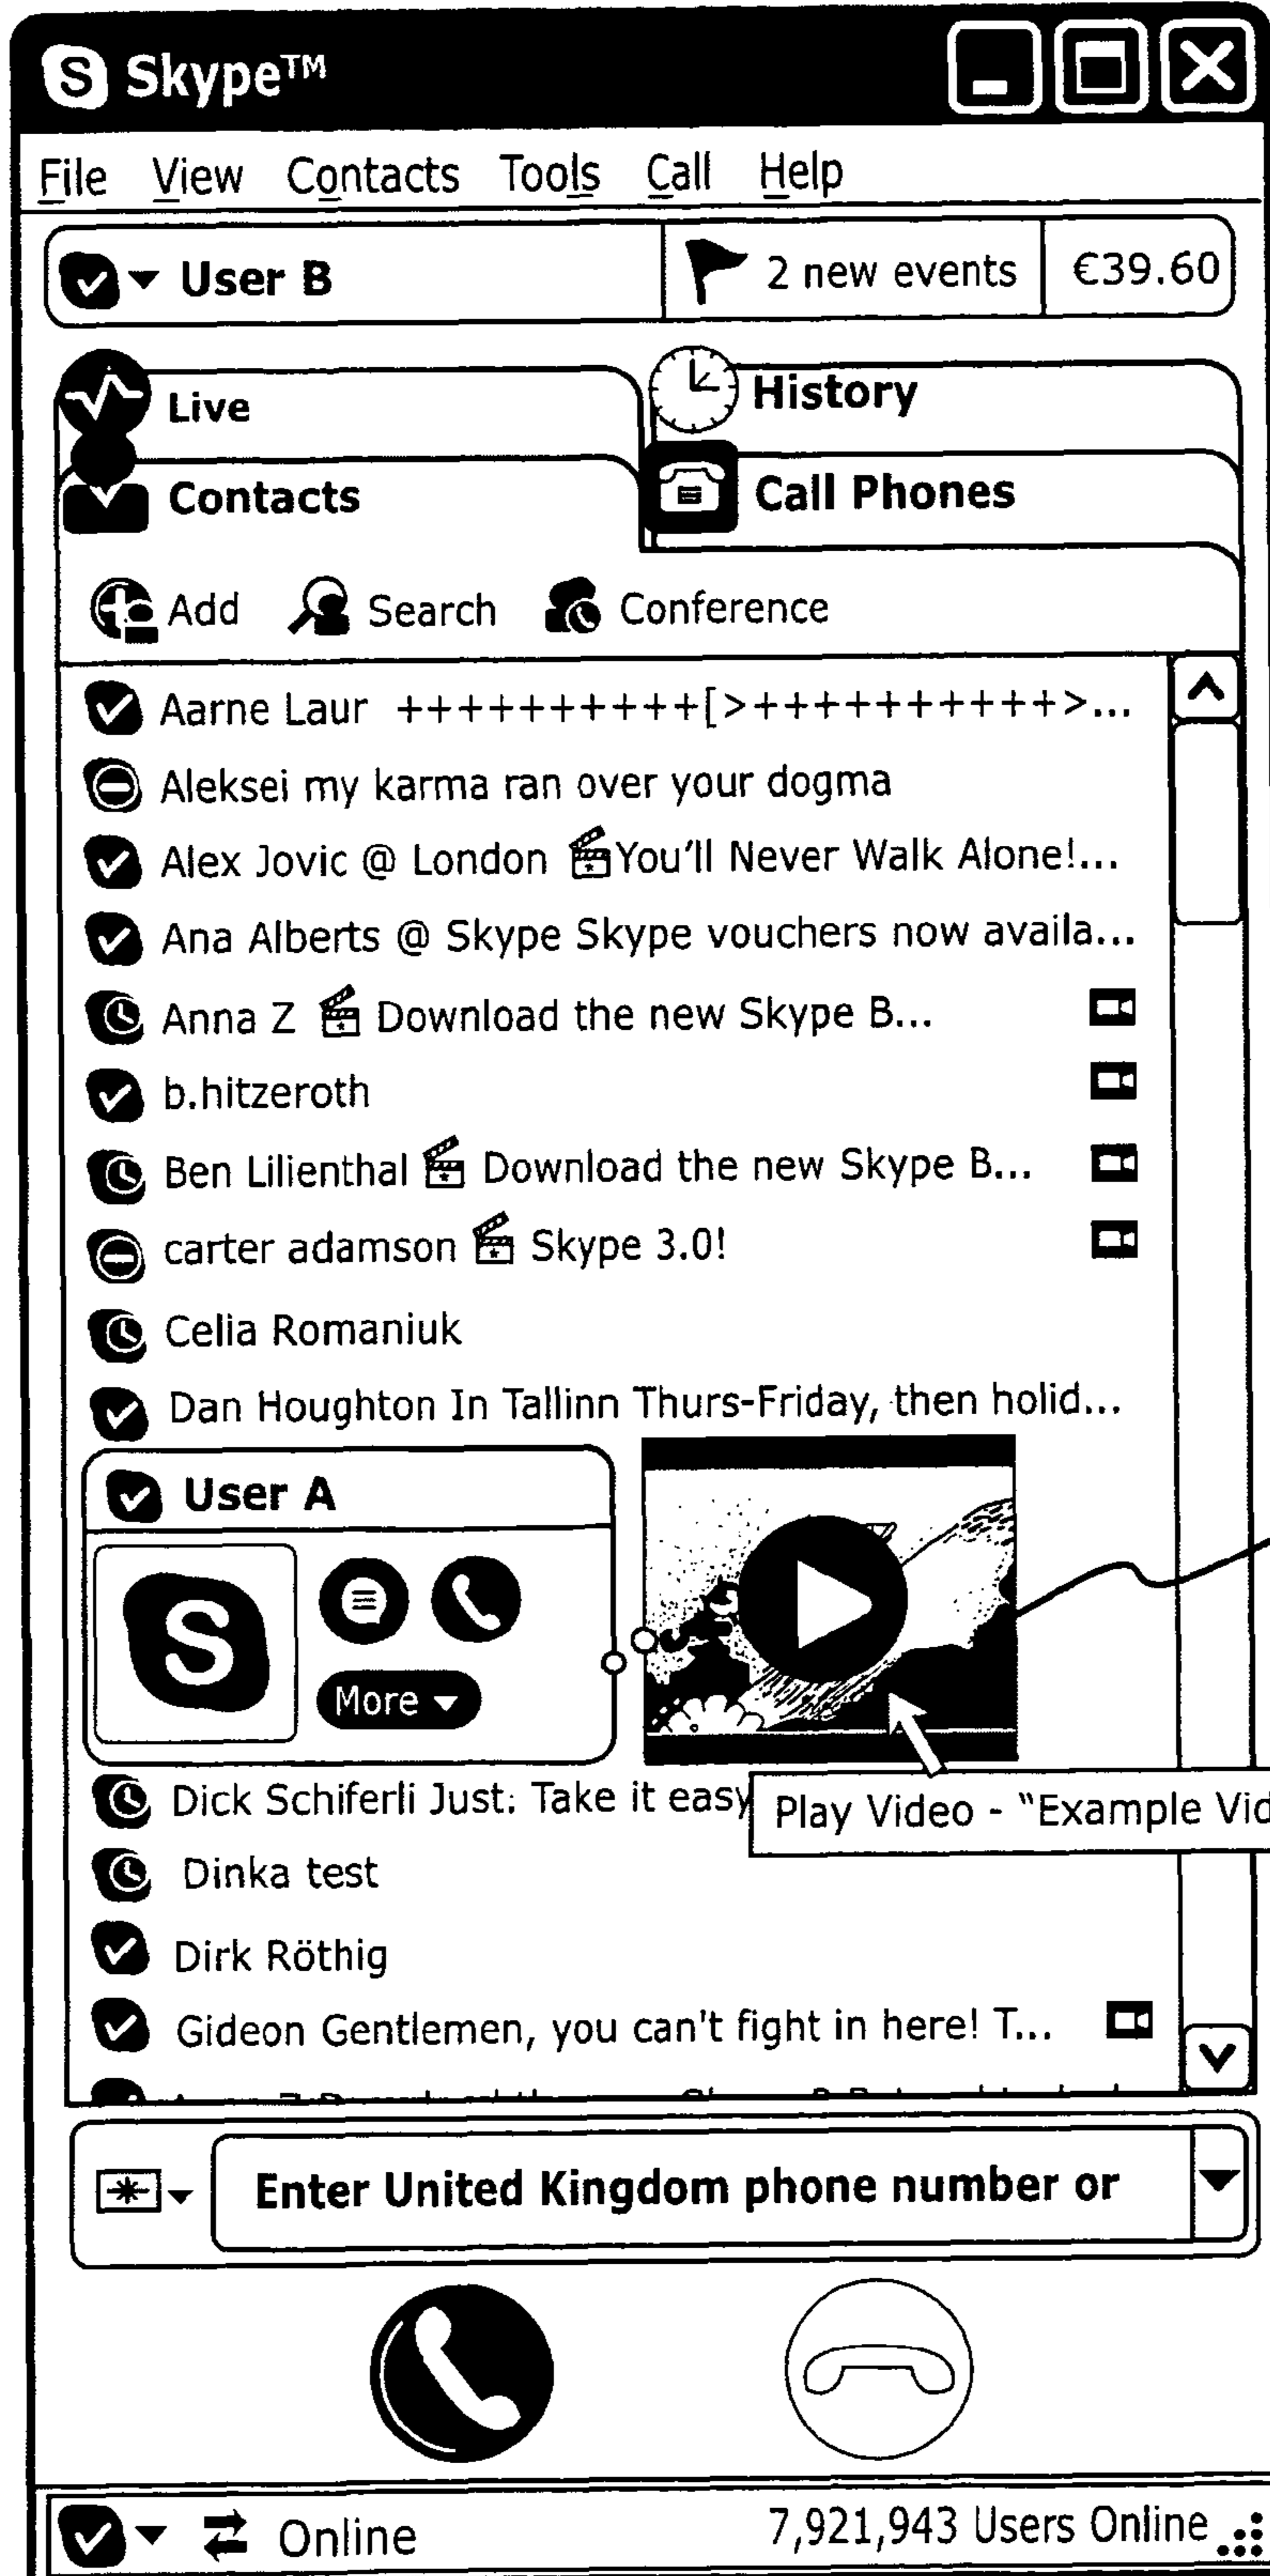 S Skype™
File View Contacts Tools Call Help
User B 2 new events €39.60
Live History
Contacts Call Phones
Add Search Conference
Aarne Laur ++++++++++[>+++++++++++>...
Aleksei my karma ran over your dogma
Alex Jovic @ London You'll Never Walk Alone!...
Ana Alberts @ Skype Skype vouchers now availa...
Anna Z Download the new Skype B...
b.hitzeroth
Ben Lilienthal Download the new Skype B...
carter adamson Skype 3.0!
Celia Romaniuk
Dan Houghton In Tallinn Thurs-Friday, then holid...
User A
S
More
Dick Schiferli Just: Take it easy
Play Video - “Example Vid
Dinka test
Dirk Röthig
Gideon Gentlemen, you can't fight in here! T...
Enter United Kingdom phone number or
Online 7,921,943 Users Online